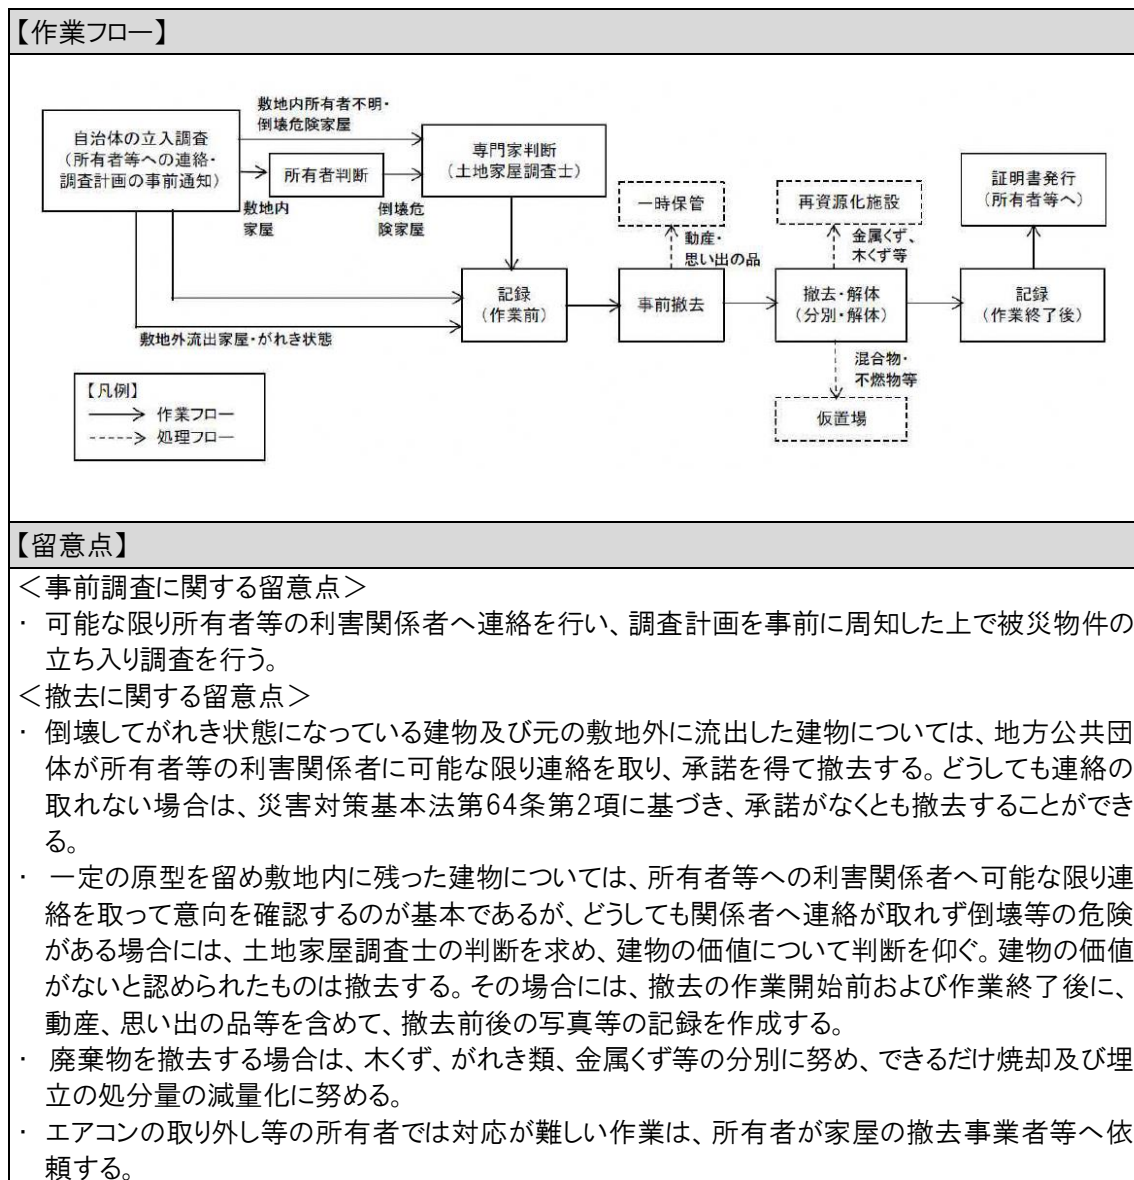 【作業フロー】
敷地内所有者不明・
倒壊危険家屋
自治体の立入調査
(所有者等への連絡・
調査計画の事前通知)
所有者判断
専門家判断
(土地家屋調査士)
敷地内
家屋
倒壊危
険家屋
一時保管
動産・
思い出の品
再資源化施設
金属くず、
木くず等
証明書発行
(所有者等へ)
記録
(作業前)
事前撤去
撤去・解体
(分別・解体)
記録
(作業終了後)
敷地外流出家屋・がれき状態
混合物・
不燃物等
仮置場
【凡例】
作業フロー
処理フロー
【留意点】
<事前調査に関する留意点>
・ 可能な限り所有者等の利害関係者へ連絡を行い、調査計画を事前に周知した上で被災物件の
立ち入り調査を行う。
<撤去に関する留意点>
・ 倒壊してがれき状態になっている建物及び元の敷地外に流出した建物については、地方公共団
体が所有者等の利害関係者に可能な限り連絡を取り、承諾を得て撤去する。どうしても連絡の
取れない場合は、災害対策基本法第64条第2項に基づき、承諾がなくとも撤去することができ
る。
・ 一定の原型を留め敷地内に残った建物については、所有者等への利害関係者へ可能な限り連
絡を取って意向を確認するのが基本であるが、どうしても関係者へ連絡が取れず倒壊等の危険
がある場合には、土地家屋調査士の判断を求め、建物の価値について判断を仰ぐ。建物の価値
がないと認められたものは撤去する。その場合には、撤去の作業開始前および作業終了後に、
動産、思い出の品等を含めて、撤去前後の写真等の記録を作成する。
・ 廃棄物を撤去する場合は、木くず、がれき類、金属くず等の分別に努め、できるだけ焼却及び埋
立の処分量の減量化に努める。
・ エアコンの取り外し等の所有者では対応が難しい作業は、所有者が家屋の撤去事業者等へ依
頼する。